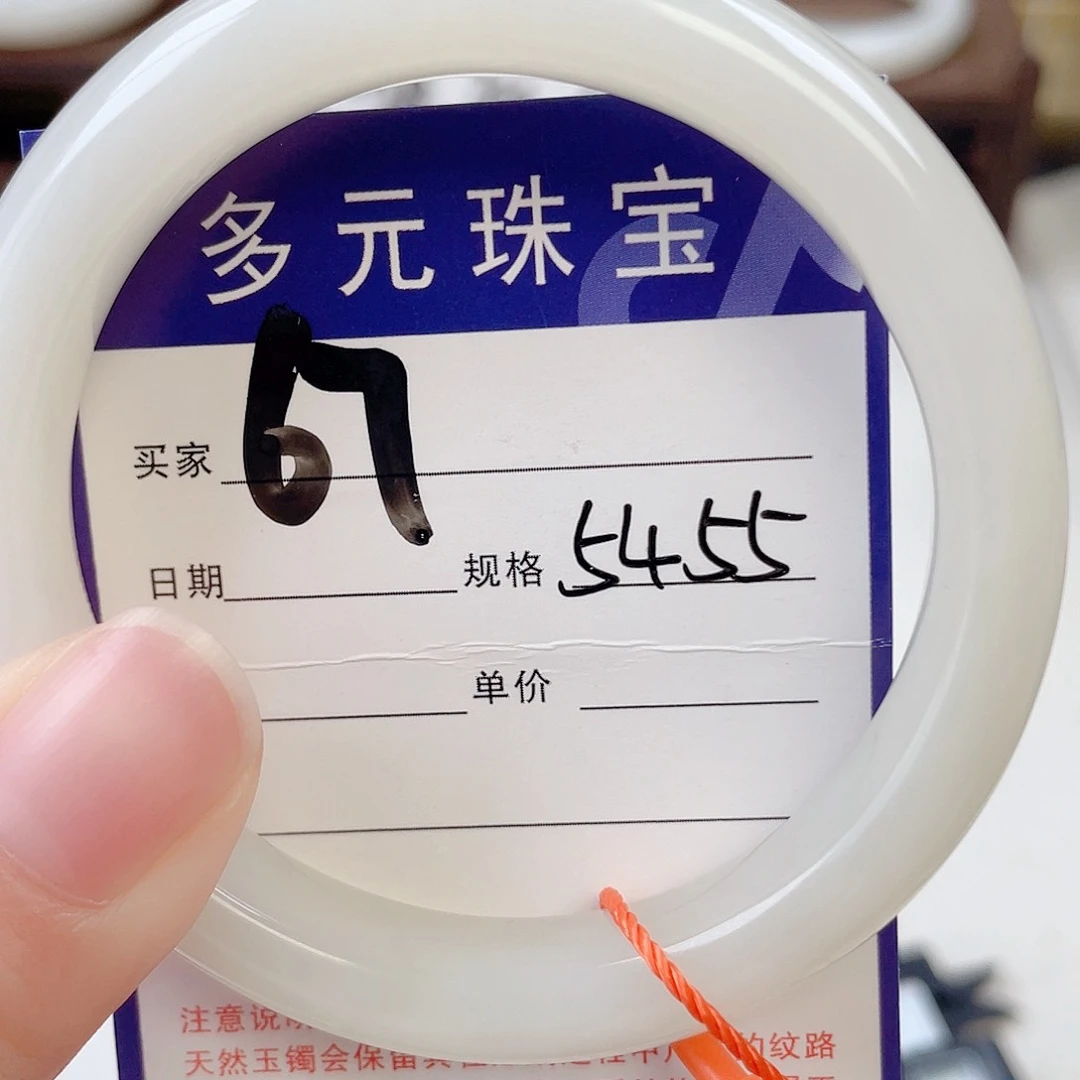 多元珠宝
买家 67
日期 规格 5455
单价
注意说
天然玉镯会保留其 的纹路